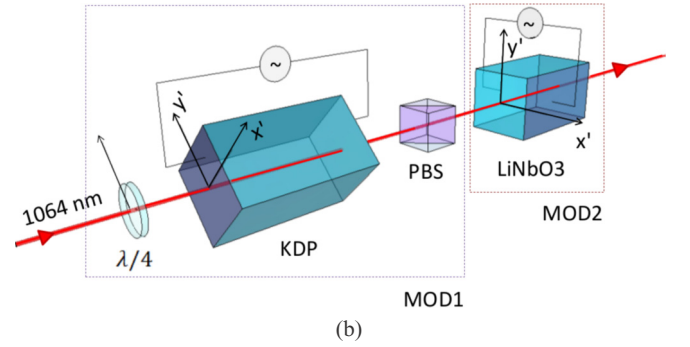 ~
~
y'
y'
x'
x'
1064 nm
PBS
LiNbO3
λ/4
KDP
MOD2
MOD1
(b)